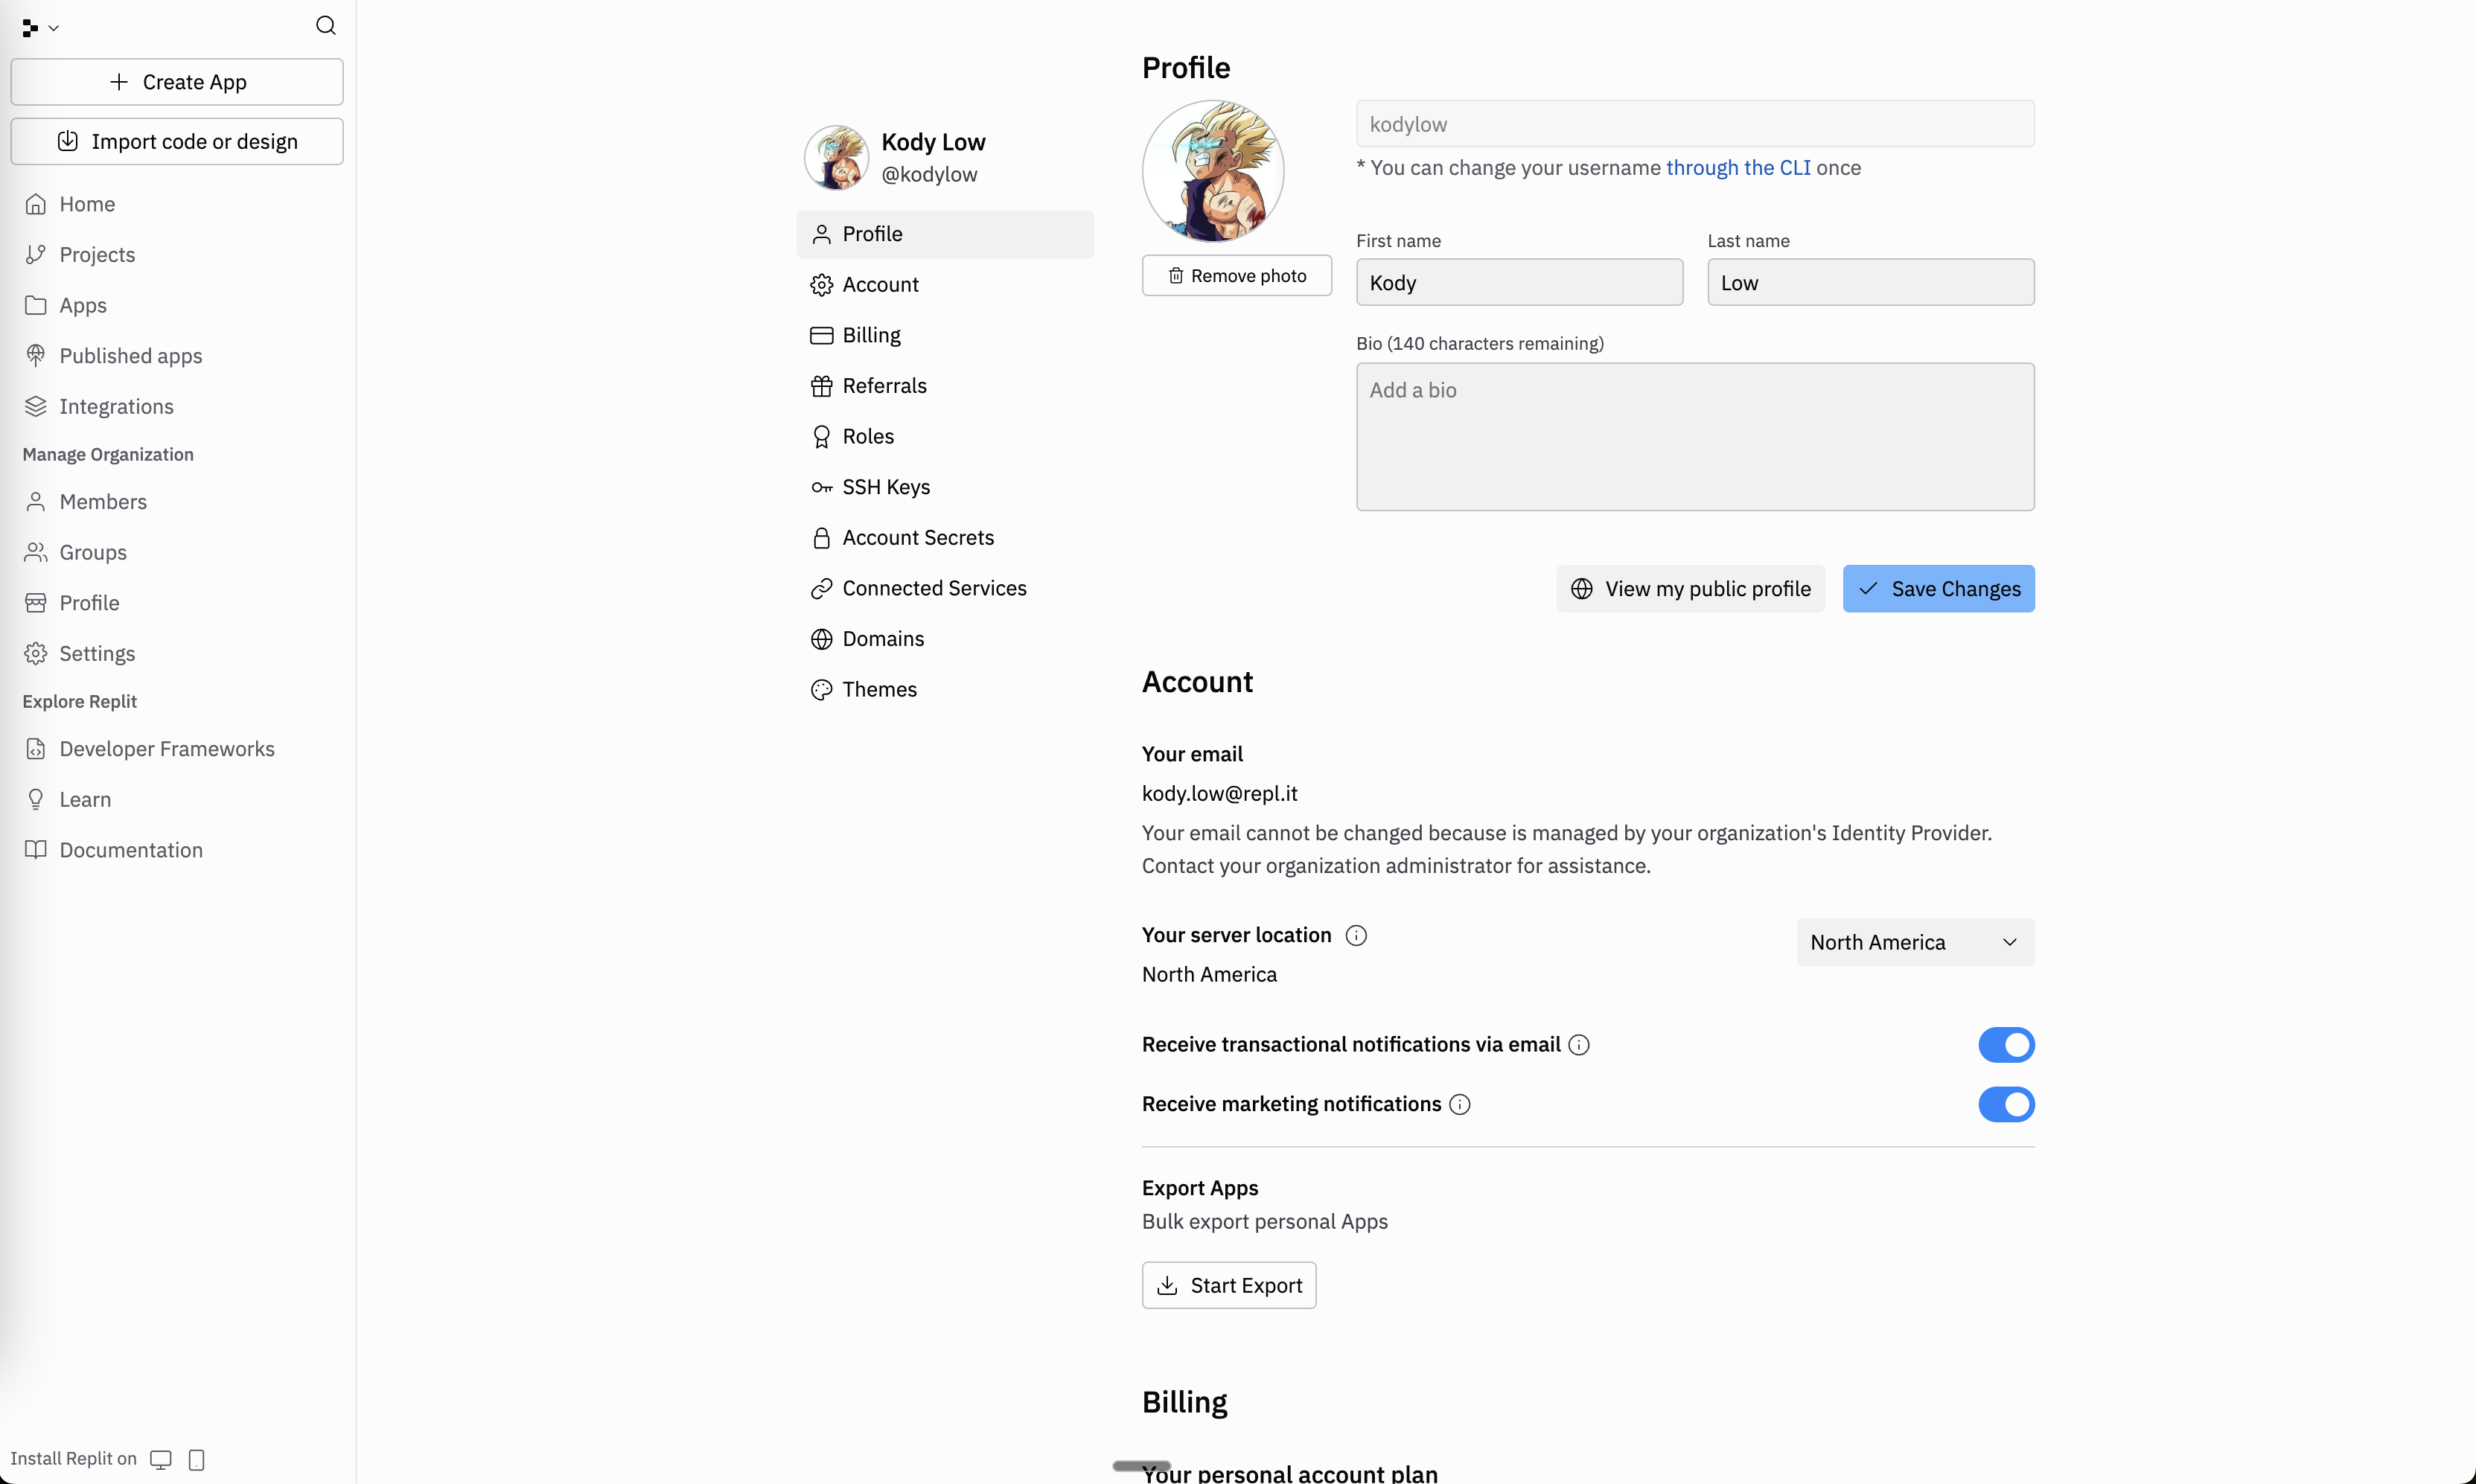 Create App
Import code or design
Home
Projects
Apps
Published apps
Integrations
Manage Organization
Members
Groups
Profile
Settings
Explore Replit
Developer Frameworks
Learn
Documentation
Install Replit on
Kody Low
@kodylow
Profile
Account
Billing
Referrals
Roles
SSH Keys
Account Secrets
Connected Services
Domains
Themes
Profile
Remove photo
kodylow
* You can change your username through the CLI once
First name
Last name
Kody
Low
Bio (140 characters remaining)
Add a bio
View my public profile
Save Changes
Account
Your email
kody.low@repl.it
Your email cannot be changed because is managed by your organization's Identity Provider.
Contact your organization administrator for assistance.
Your server location
North America
North America
Receive transactional notifications via email
Receive marketing notifications
Export Apps
Bulk export personal Apps
Start Export
Billing
Your personal account plan